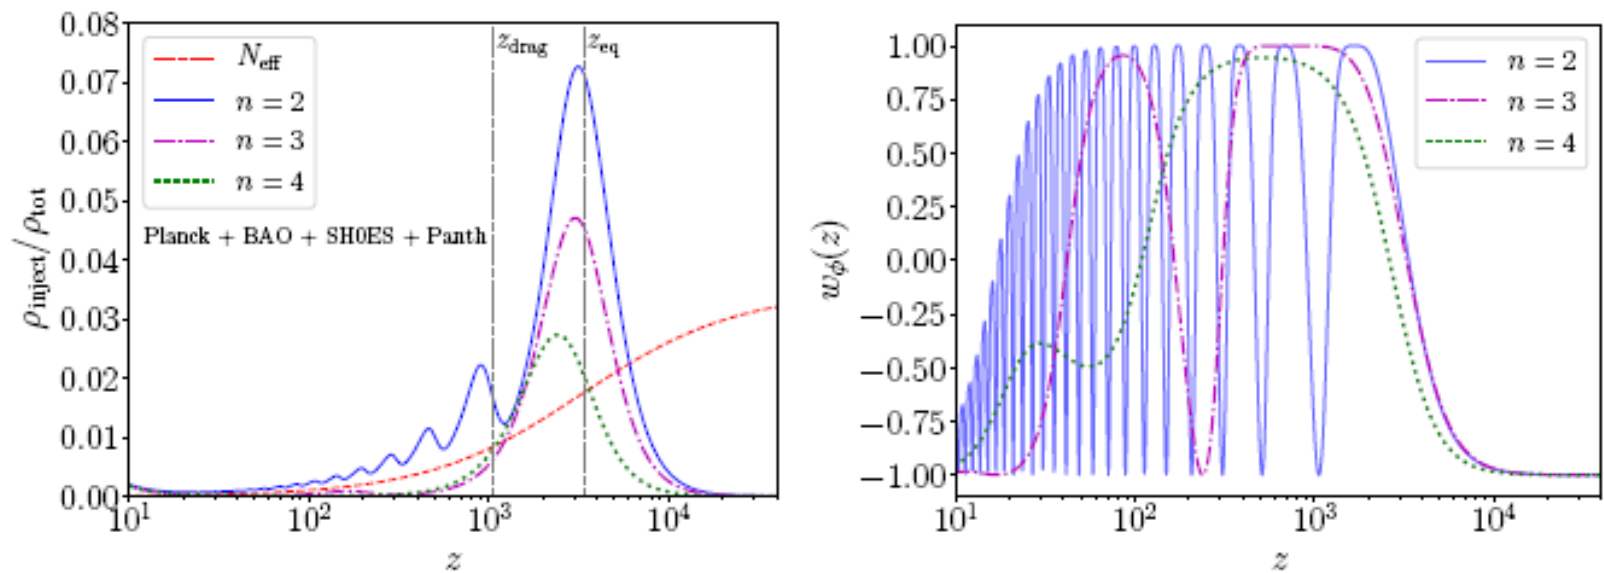 0.08
0.07
0.06
0.05
0.04
0.03
0.02
0.01
0.00
ρinject/ρtot
Neff
n = 2
n = 3
n = 4
Planck + BAO + SH0ES + Panth
zdrag
zeq
10¹ 10² 10³ 10⁴
z
1.00
0.75
0.50
0.25
0.00
−0.25
−0.50
−0.75
−1.00
wϕ(z)
n = 2
n = 3
n = 4
10¹ 10² 10³ 10⁴
z